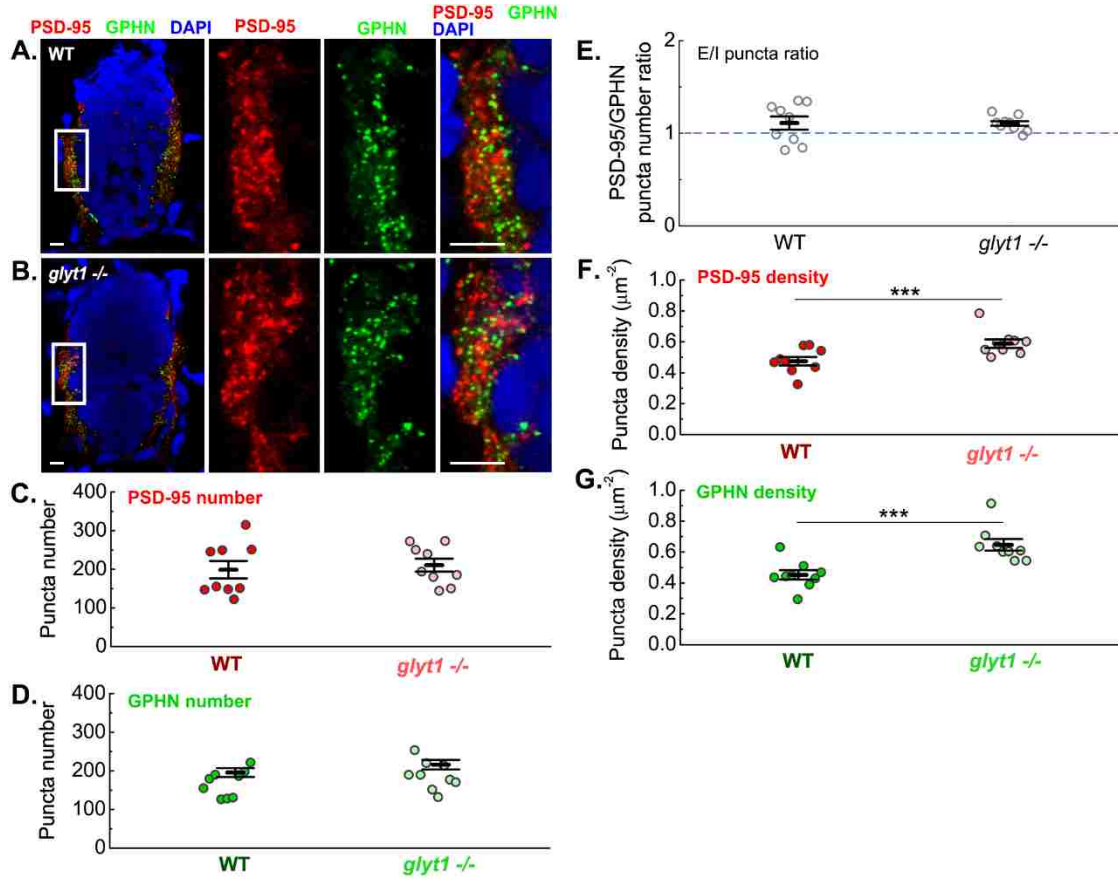 PSD-95 GPHN DAPI
PSD-95
GPHN
PSD-95 GPHN
DAPI
A.
WT
B.
glyt1 -/-
C.
PSD-95 number
Puncta number
400
300
200
100
0
WT
glyt1 -/-
D.
GPHN number
Puncta number
400
300
200
100
0
WT
glyt1 -/-
E.
E/I puncta ratio
PSD-95/GPHN
puncta number ratio
2
1
0
WT
glyt1 -/-
F.
PSD-95 density
***
Puncta density (μm⁻²)
1.0
0.8
0.6
0.4
0.2
0.0
WT
glyt1 -/-
G.
GPHN density
***
Puncta density (μm⁻²)
1.0
0.8
0.6
0.4
0.2
0.0
WT
glyt1 -/-